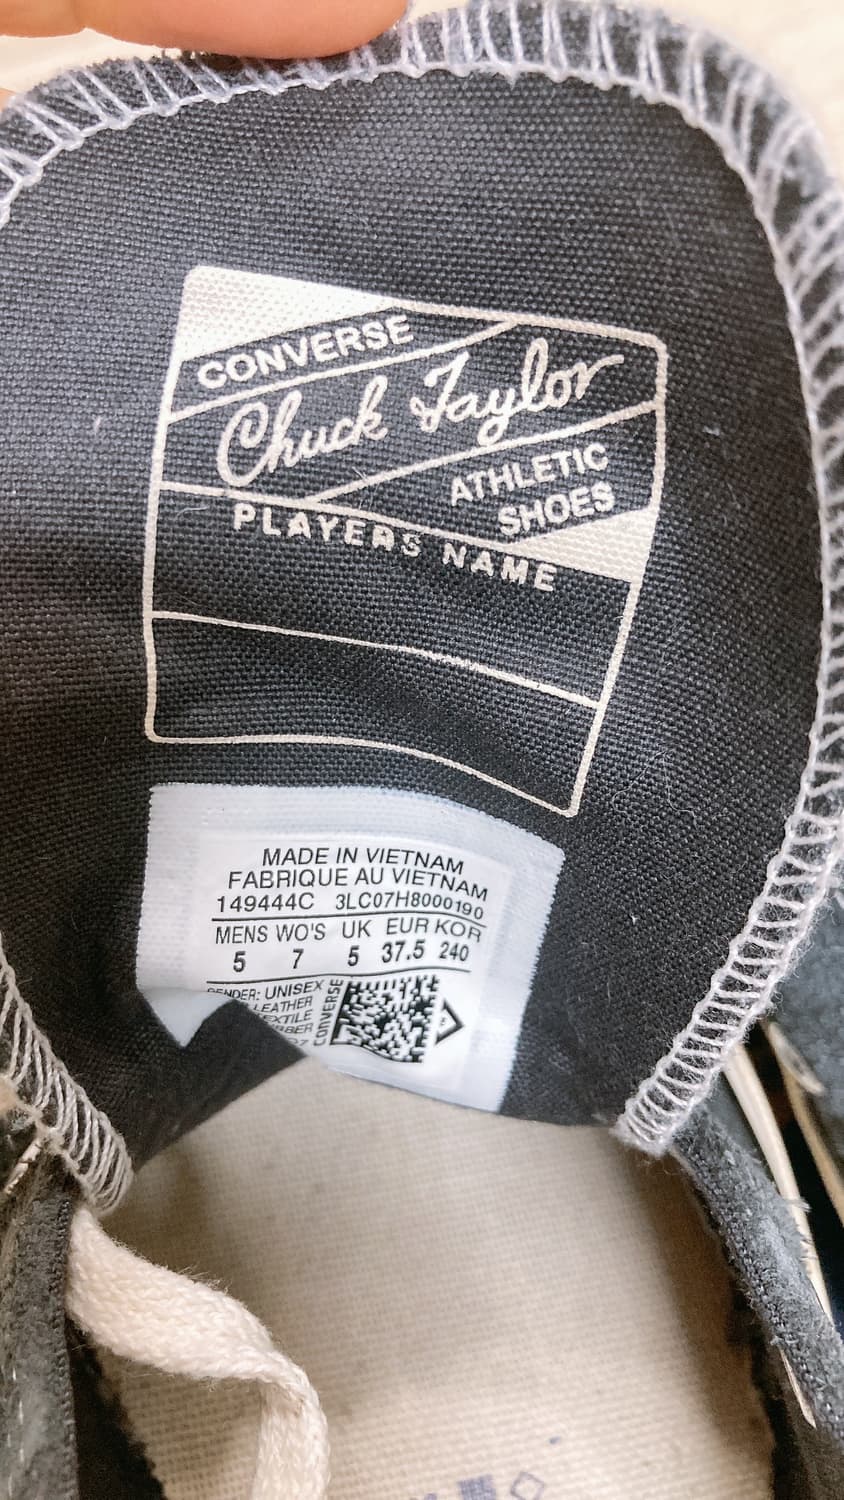 CONVERSE
Chuck Taylor
ATHLETIC
SHOES
PLAYERS NAME
MADE IN VIETNAM
FABRIQUE AU VIETNAM
149444C 3LC07H8000190
MENS WO'S UK EUR KOR
5 7 5 37.5 240
UNISEX
LEATHER
CONVERSE